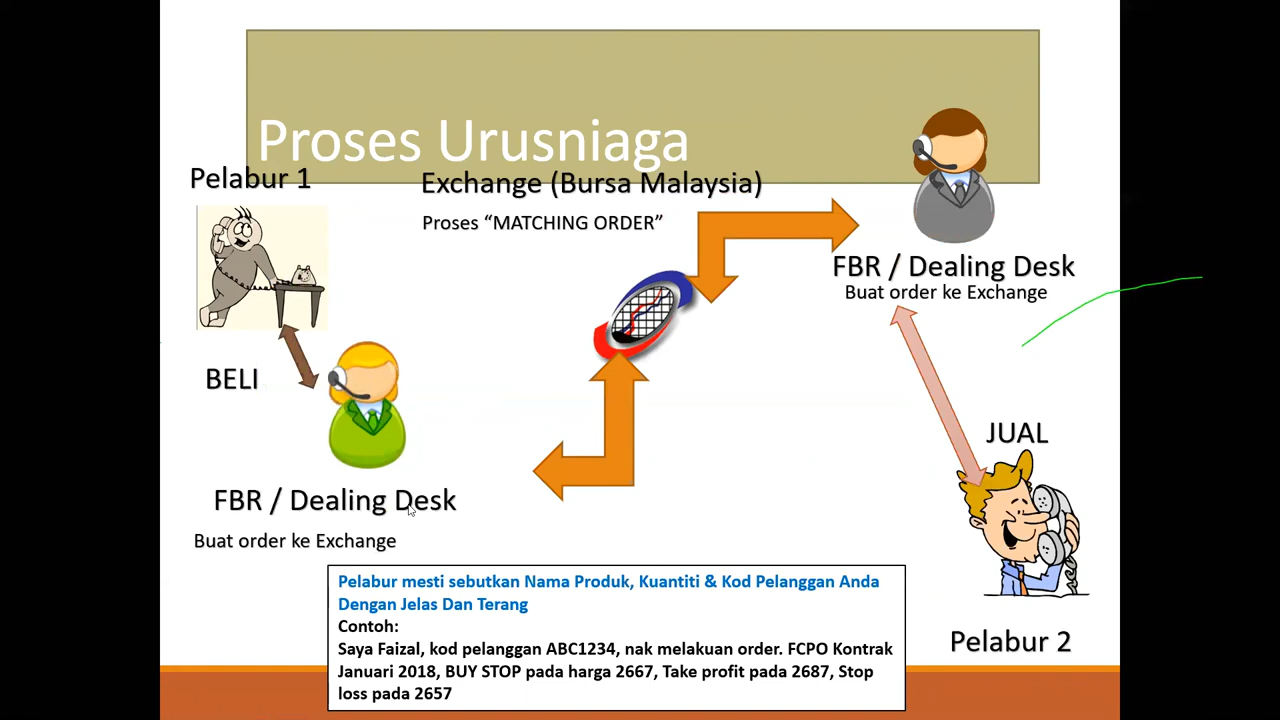 Proses Urusniaga
Pelabur 1
Exchange (Bursa Malaysia)
Proses “MATCHING ORDER”
FBR / Dealing Desk
Buat order ke Exchange
BELI
JUAL
FBR / Dealing Desk
Buat order ke Exchange
Pelabur mesti sebutkan Nama Produk, Kuantiti & Kod Pelanggan Anda
Dengan Jelas Dan Terang
Contoh:
Saya Faizal, kod pelanggan ABC1234, nak melakuan order. FCPO Kontrak
Januari 2018, BUY STOP pada harga 2667, Take profit pada 2687, Stop
loss pada 2657
Pelabur 2